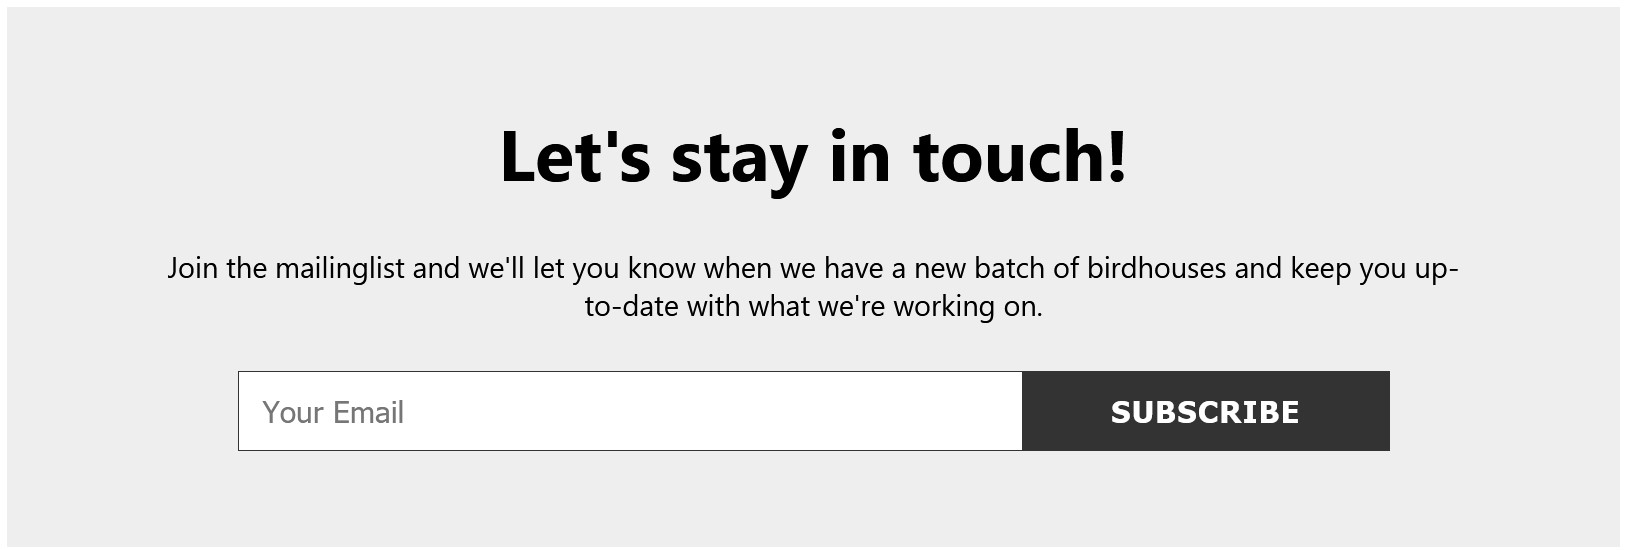 Let's stay in touch!
Join the mailinglist and we'll let you know when we have a new batch of birdhouses and keep you up-
to-date with what we're working on.
Your Email
SUBSCRIBE